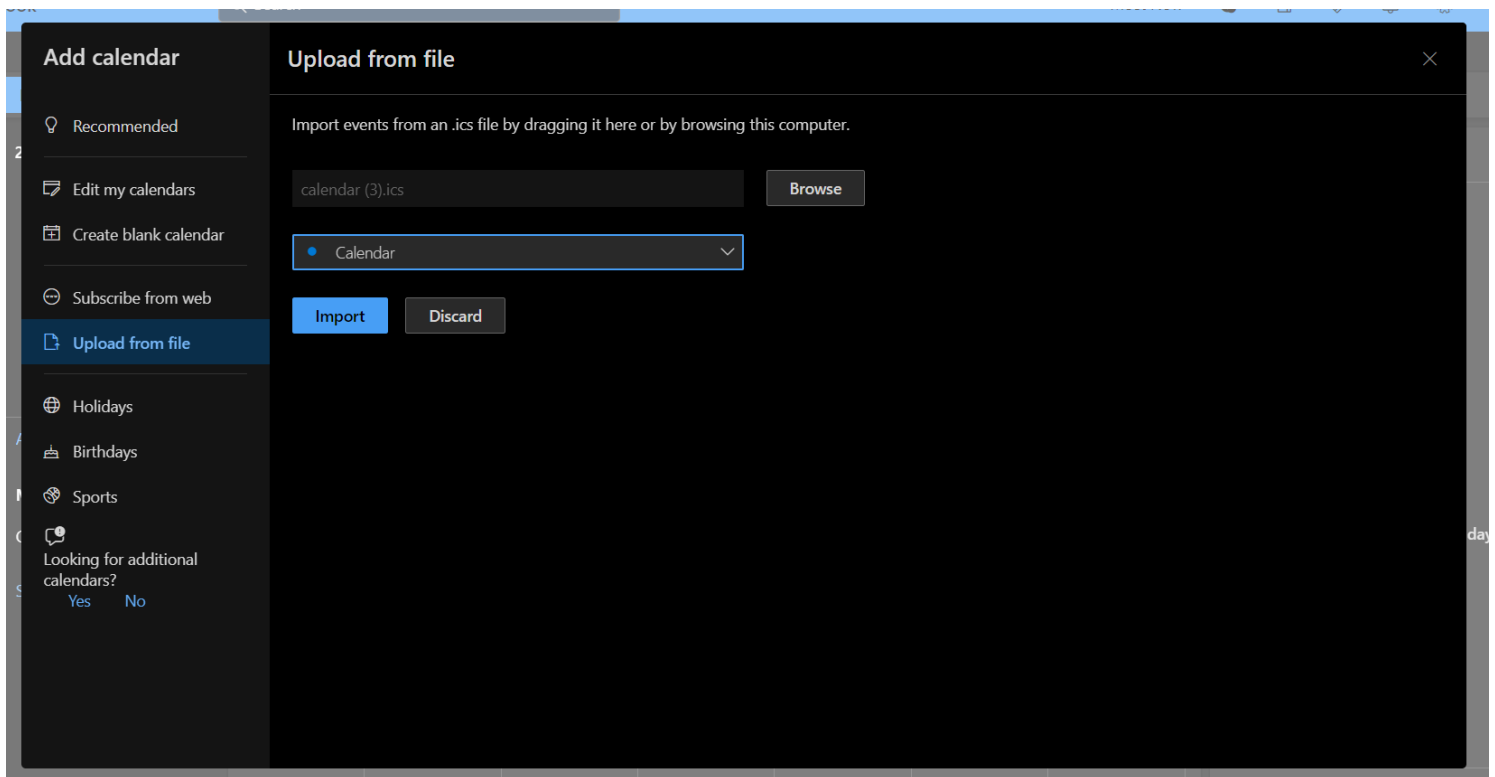 Add calendar
Upload from file
Recommended
Import events from an .ics file by dragging it here or by browsing this computer.
2
Edit my calendars
calendar (3).ics
Browse
Create blank calendar
Calendar
Subscribe from web
Import
Discard
Upload from file
Holidays
Birthdays
Sports
Looking for additional
calendars?
Yes No
day